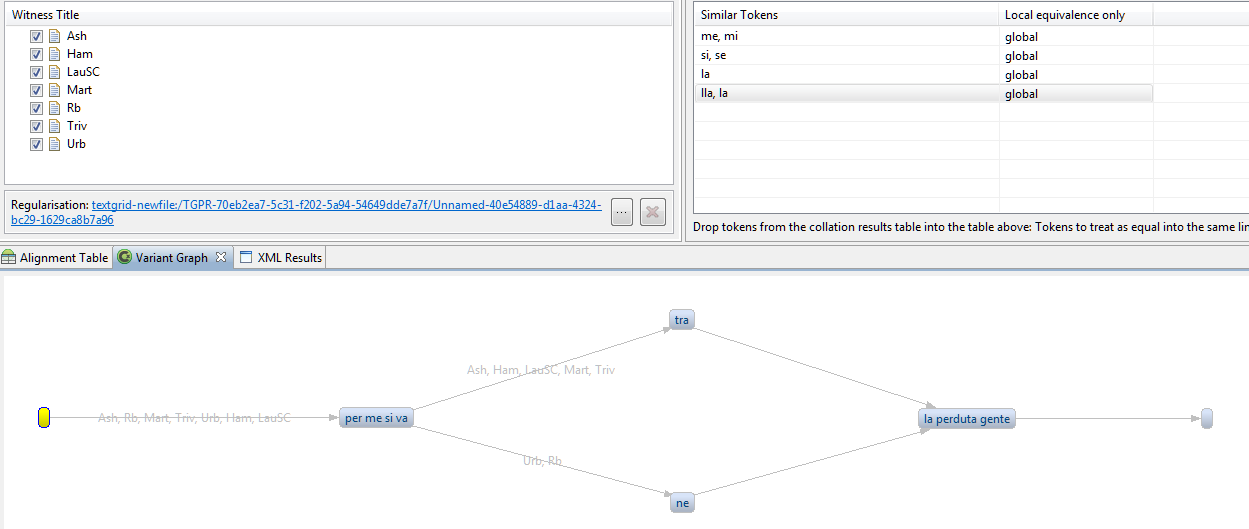 Witness Title
Ash
Ham
LauSC
Mart
Rb
Triv
Urb
Regularisation: textgrid-newfile:/TGPR-70eb2ea7-5c31-f202-5a94-54649dde7a7f/Unnamed-40e54889-d1aa-4324-
bc29-1629ca8b7a96
...
Similar Tokens Local equivalence only
me, mi global
si, se global
la global
lla, la global
Drop tokens from the collation results table into the table above: Tokens to treat as equal into the same lin
Alignment Table Variant Graph XML Results
tra
Ash, Ham, LauSC, Mart, Triv
Ash, Rb, Mart, Triv, Urb, Ham, LauSC
per me si va
la perduta gente
Urb, Rb
ne